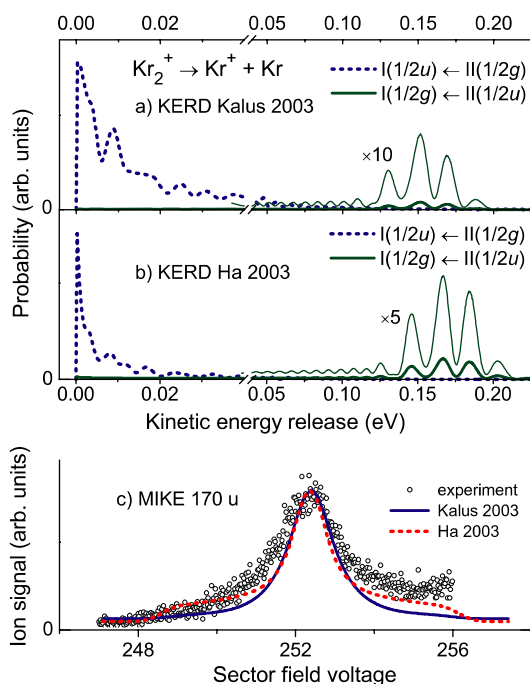 0.00 0.02 0.05 0.10 0.15 0.20
Kr2+ → Kr+ + Kr
I(1/2u) ← II(1/2g)
I(1/2g) ← II(1/2u)
a) KERD Kalus 2003
×10
0
Probability (arb. units)
I(1/2u) ← II(1/2g)
I(1/2g) ← II(1/2u)
b) KERD Ha 2003
×5
0
0.00 0.02 0.05 0.10 0.15 0.20
Kinetic energy release (eV)
c) MIKE 170 u
experiment
Kalus 2003
Ha 2003
Ion signal (arb. units)
0
248 252 256
Sector field voltage